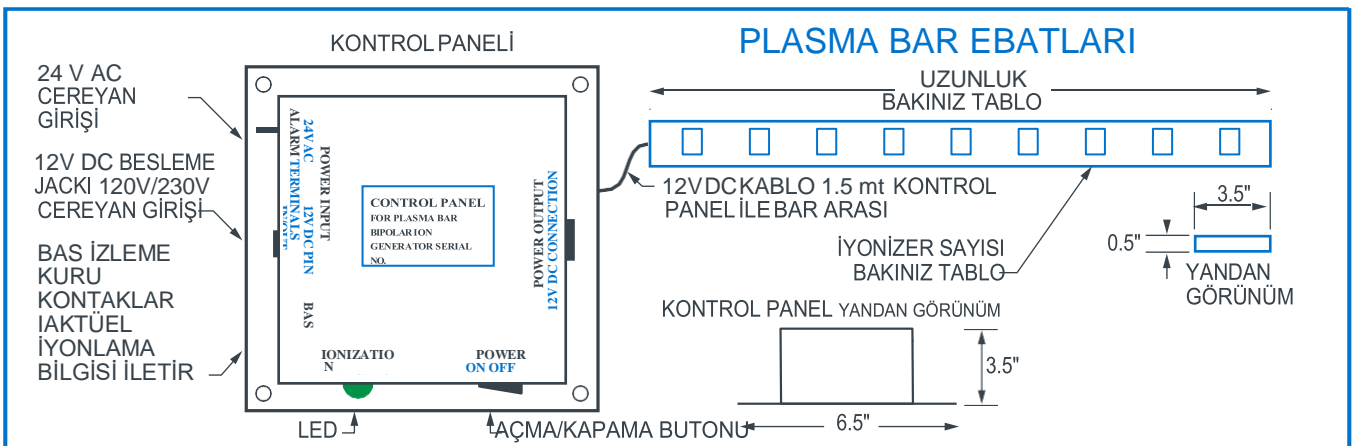 KONTROL PANELİ
PLASMA BAR EBATLARI
24 V AC
CEREYAN
GİRİŞİ
12V DC BESLEME
JACKI 120V/230V
CEREYAN GİRİŞİ
BAS İZLEME
KURU
KONTAKLAR
IAKTÜEL
İYONLAMA
BİLGİSİ İLETİR
POWER INPUT
24V AC 12V DC PIN BAS
ALARM TERMINALS
CONTROL PANEL
FOR PLASMA BAR
BIPOLAR ION
GENERATOR SERIAL
NO.
POWER OUTPUT
12V DC CONNECTION
IONIZATIO
N
POWER
ON OFF
LED
AÇMA/KAPAMA BUTONU
UZUNLUK
BAKINIZ TABLO
12V DC KABLO 1.5 mt KONTROL
PANEL İLE BAR ARASI
İYONİZER SAYISI
BAKINIZ TABLO
3.5"
0.5"
YANDAN
GÖRÜNÜM
KONTROL PANEL YANDAN GÖRÜNÜM
3.5"
6.5"